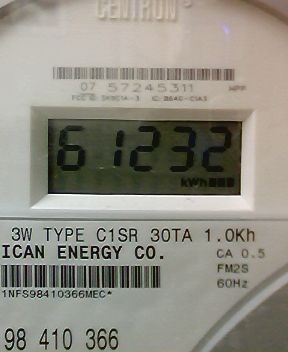 CENTRON®
07 57245311
61232
kWh
3W TYPE C1SR 30TA 1.0Kh
ICAN ENERGY CO.
CA 0.5
FM2S
60Hz
1NFS98410366MEC*
98 410 366